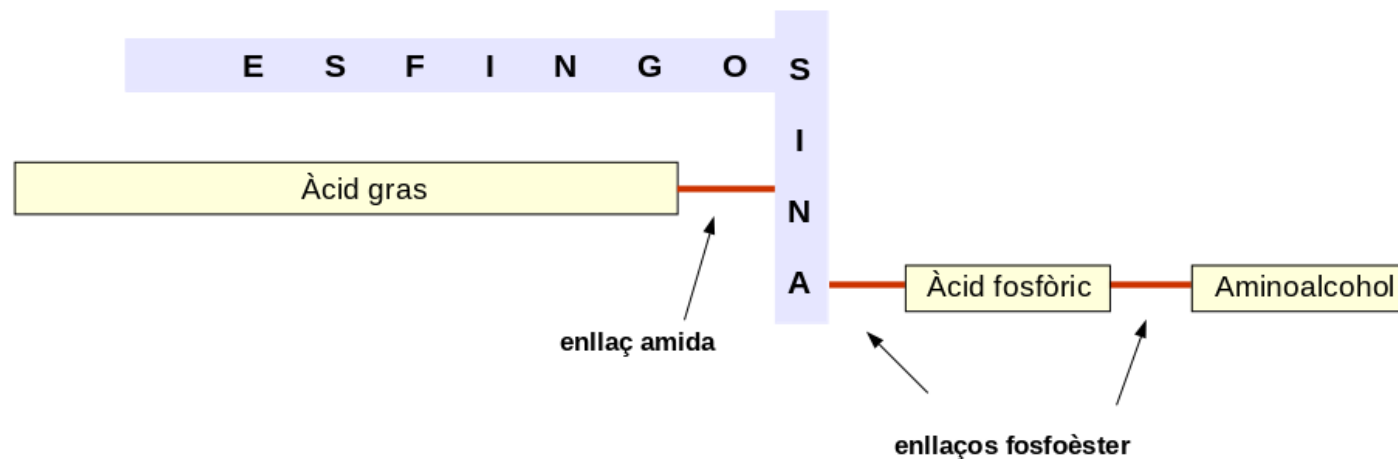 E S F I N G O S
I
Àcid gras
N
A
Àcid fosfòric
Aminoalcohol
enllaç amida
enllaços fosfoèster